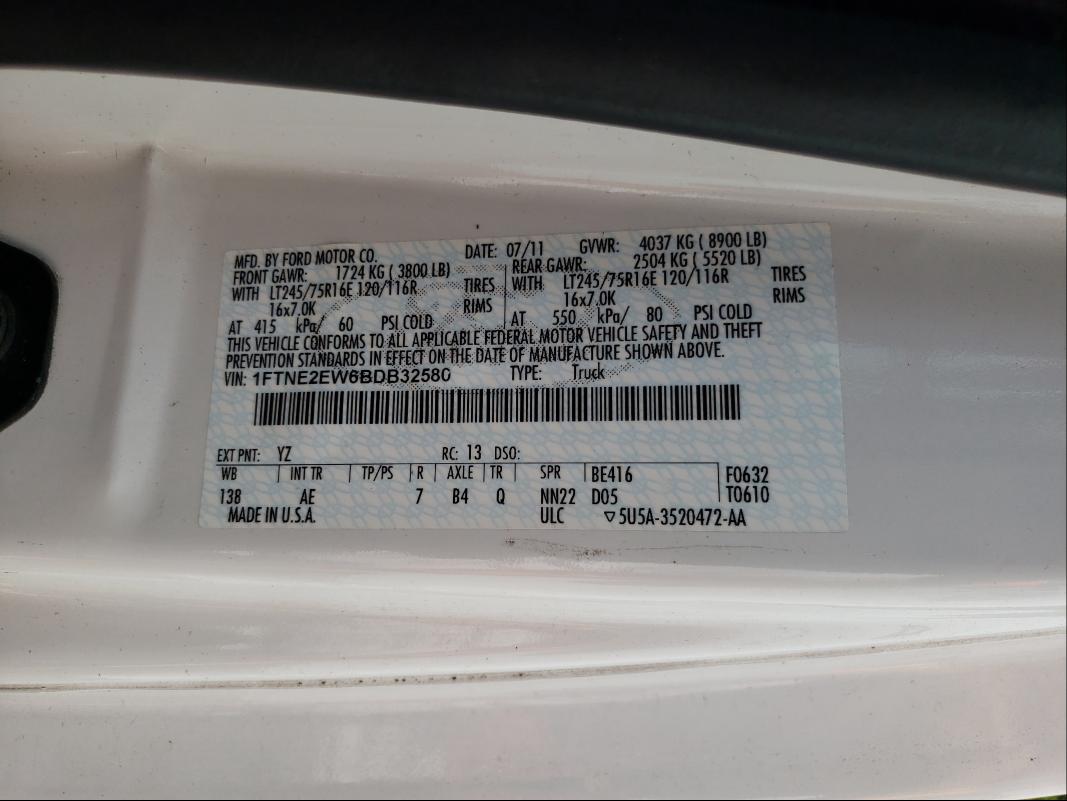 MFD. BY FORD MOTOR CO. DATE: 07/11 GVWR: 4037 KG ( 8900 LB)
FRONT GAWR: 1724 KG ( 3800 LB) REAR GAWR: 2504 KG ( 5520 LB)
WITH LT245/75R16E 120/116R TIRES WITH LT245/75R16E 120/116R TIRES
16x7.0K RIMS 16x7.0K RIMS
AT 415 kPa/ 60 PSI COLD AT 550 kPa/ 80 PSI COLD
THIS VEHICLE CONFORMS TO ALL APPLICABLE FEDERAL MOTOR VEHICLE SAFETY AND THEFT
PREVENTION STANDARDS IN EFFECT ON THE DATE OF MANUFACTURE SHOWN ABOVE.
VIN: 1FTNE2EW6BDB32580 TYPE: Truck
EXT PNT: YZ RC: 13 DSO:
WB INT TR TP/PS R AXLE TR SPR BE416 F0632
138 AE 7 B4 Q NN22 D05 T0610
MADE IN U.S.A. ULC ▽5U5A-3520472-AA